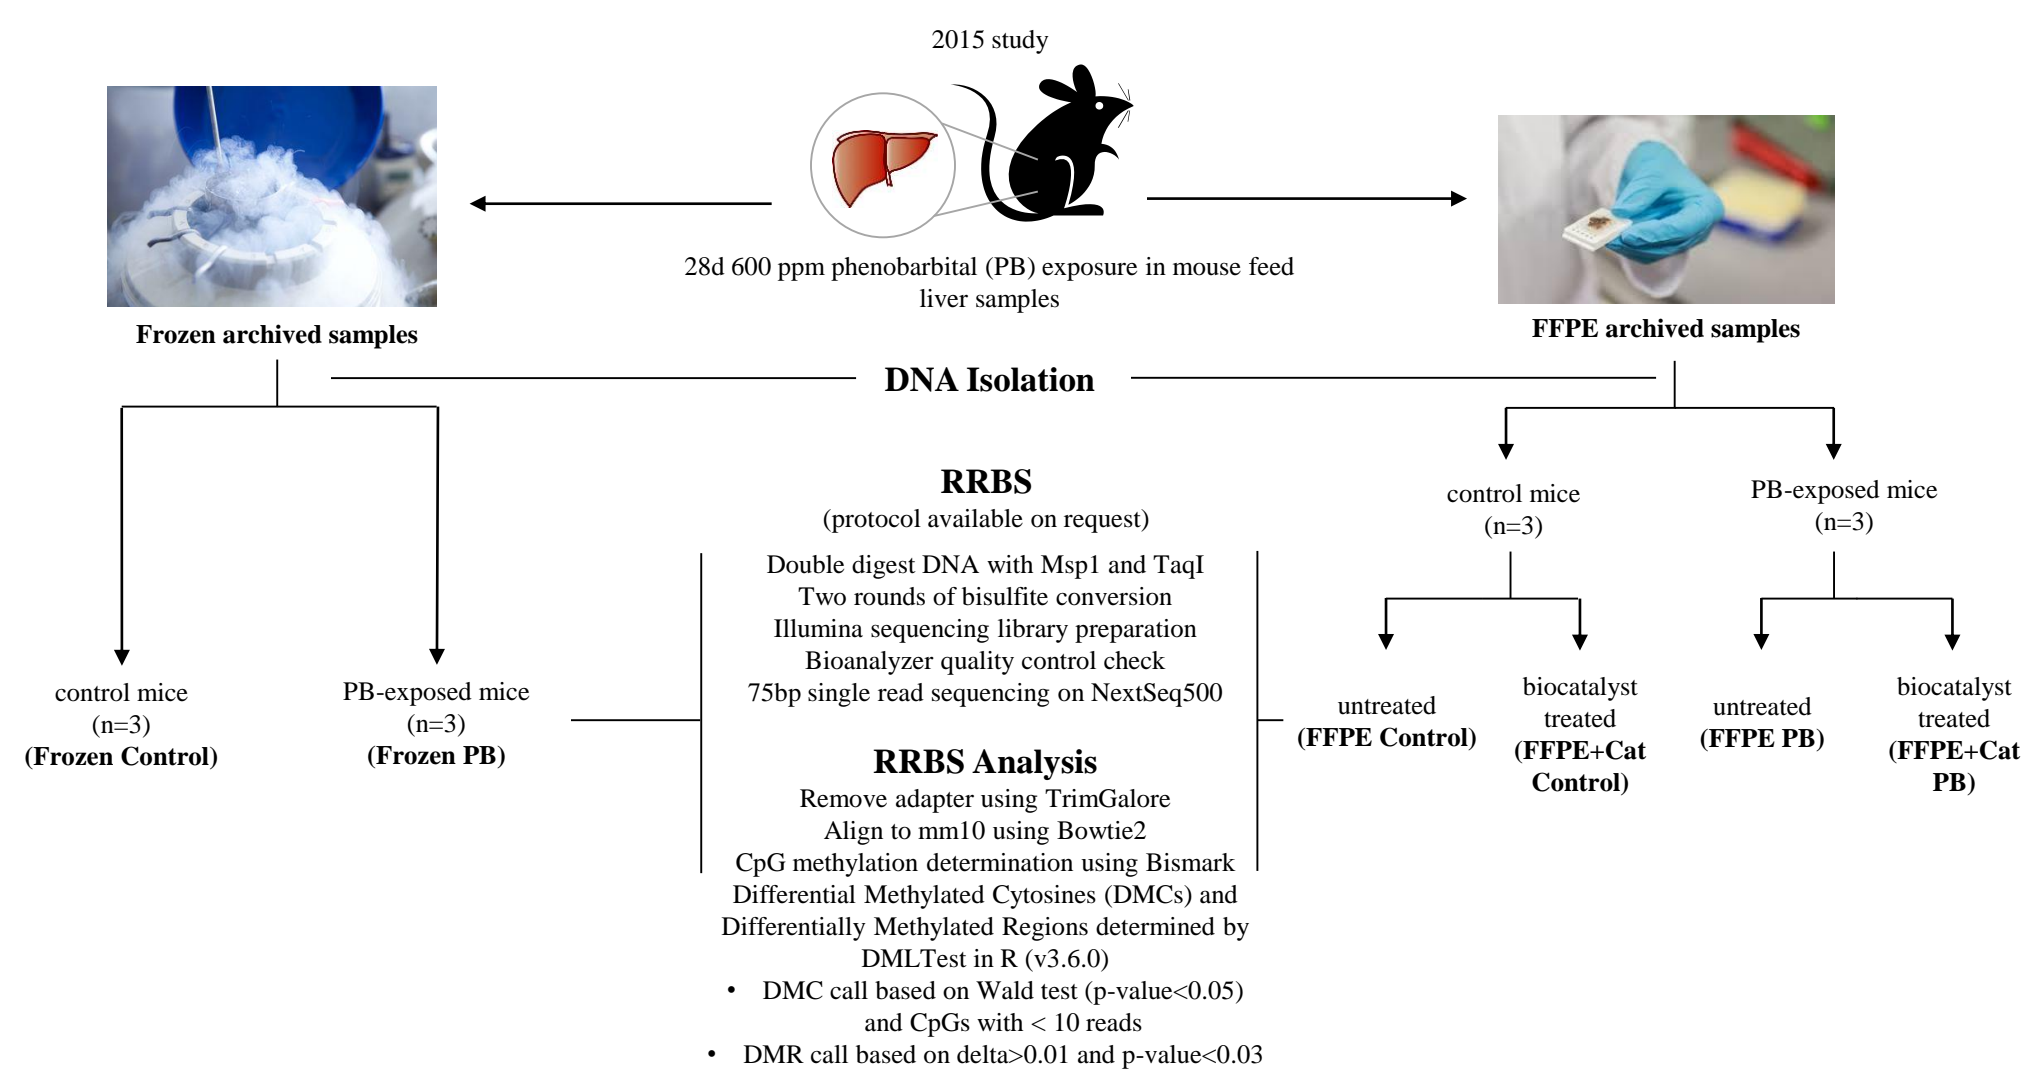 2015 study
28d 600 ppm phenobarbital (PB) exposure in mouse feed
liver samples
Frozen archived samples
FFPE archived samples
DNA Isolation
control mice
(n=3)
(Frozen Control)
PB-exposed mice
(n=3)
(Frozen PB)
RRBS
(protocol available on request)
Double digest DNA with Msp1 and TaqI
Two rounds of bisulfite conversion
Illumina sequencing library preparation
Bioanalyzer quality control check
75bp single read sequencing on NextSeq500
RRBS Analysis
Remove adapter using TrimGalore
Align to mm10 using Bowtie2
CpG methylation determination using Bismark
Differential Methylated Cytosines (DMCs) and
Differentially Methylated Regions determined by
DMLTest in R (v3.6.0)
• DMC call based on Wald test (p-value<0.05)
and CpGs with < 10 reads
• DMR call based on delta>0.01 and p-value<0.03
control mice
(n=3)
PB-exposed mice
(n=3)
untreated
(FFPE Control)
biocatalyst
treated
(FFPE+Cat
Control)
untreated
(FFPE PB)
biocatalyst
treated
(FFPE+Cat
PB)